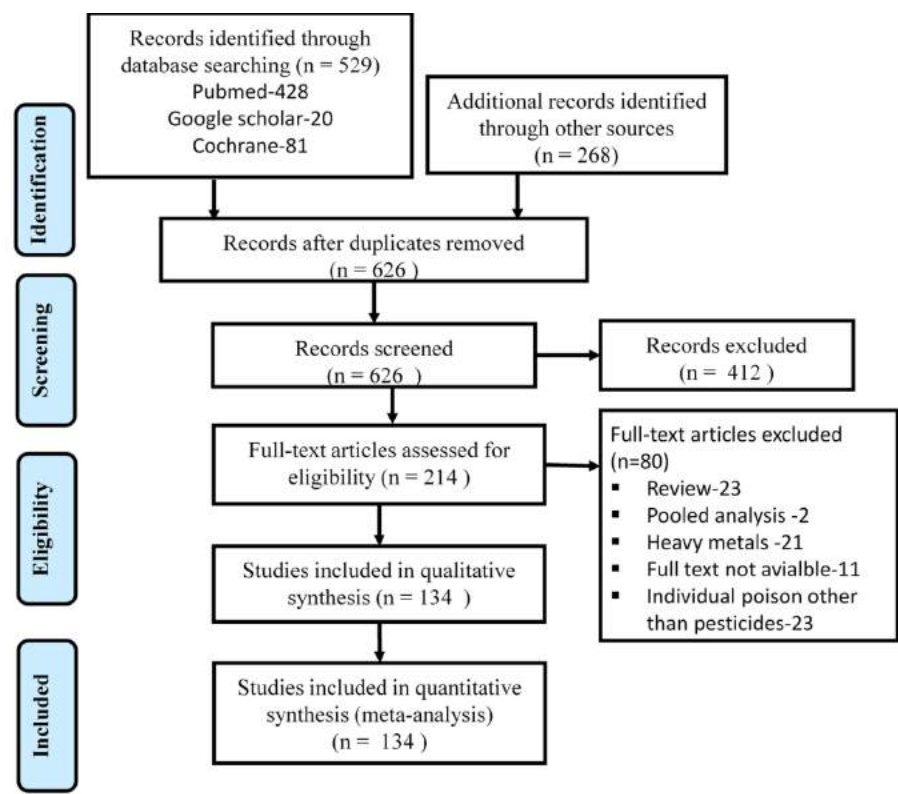 Records identified through
database searching (n = 529)
Pubmed-428
Google scholar-20
Cochrane-81
Additional records identified
through other sources
(n = 268)
Identification
Records after duplicates removed
(n = 626 )
Screening
Records screened
(n = 626 )
Records excluded
(n = 412 )
Eligibility
Full-text articles assessed for
eligibility (n = 214 )
Full-text articles excluded
(n=80)
▪ Review-23
▪ Pooled analysis -2
▪ Heavy metals -21
▪ Full text not avialble-11
▪ Individual poison other
than pesticides-23
Studies included in qualitative
synthesis (n = 134 )
Included
Studies included in quantitative
synthesis (meta-analysis)
(n = 134 )